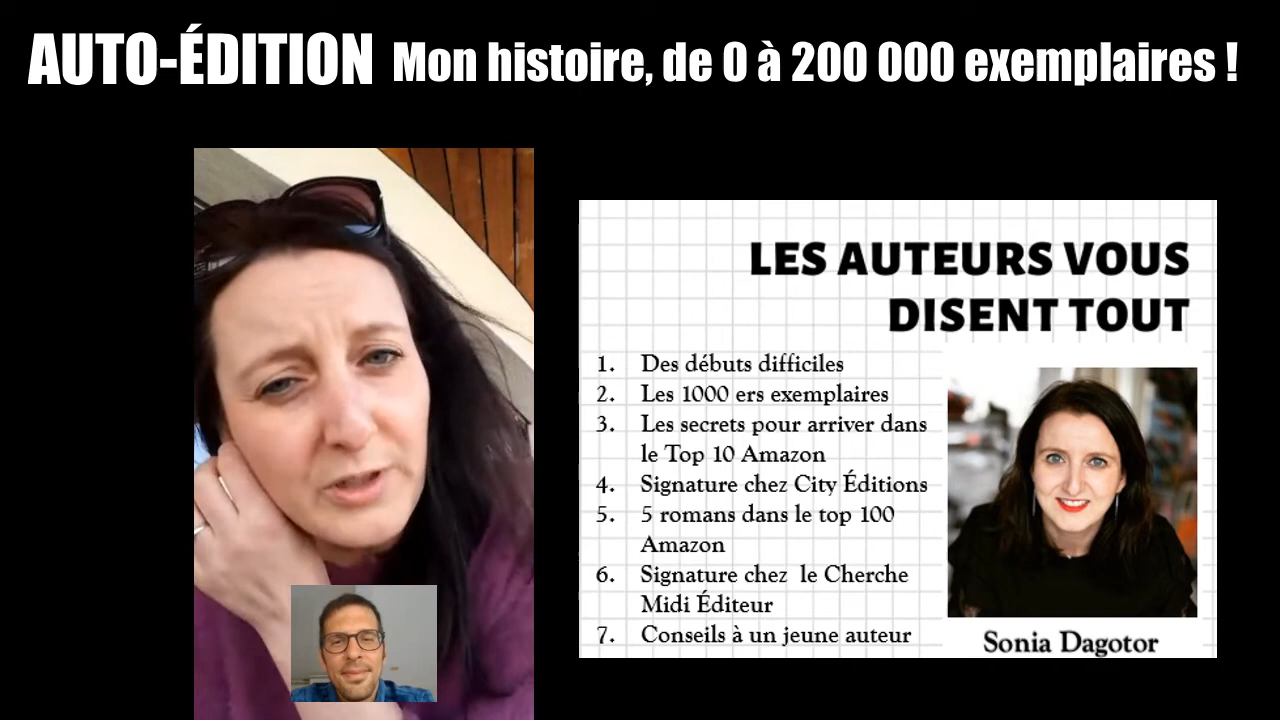 AUTO-ÉDITION Mon histoire, de 0 à 200 000 exemplaires !
LES AUTEURS VOUS
DISENT TOUT
1. Des débuts difficiles
2. Les 1000 ers exemplaires
3. Les secrets pour arriver dans
le Top 10 Amazon
4. Signature chez City Éditions
5. 5 romans dans le top 100
Amazon
6. Signature chez le Cherche
Midi Éditeur
7. Conseils à un jeune auteur
Sonia Dagotor